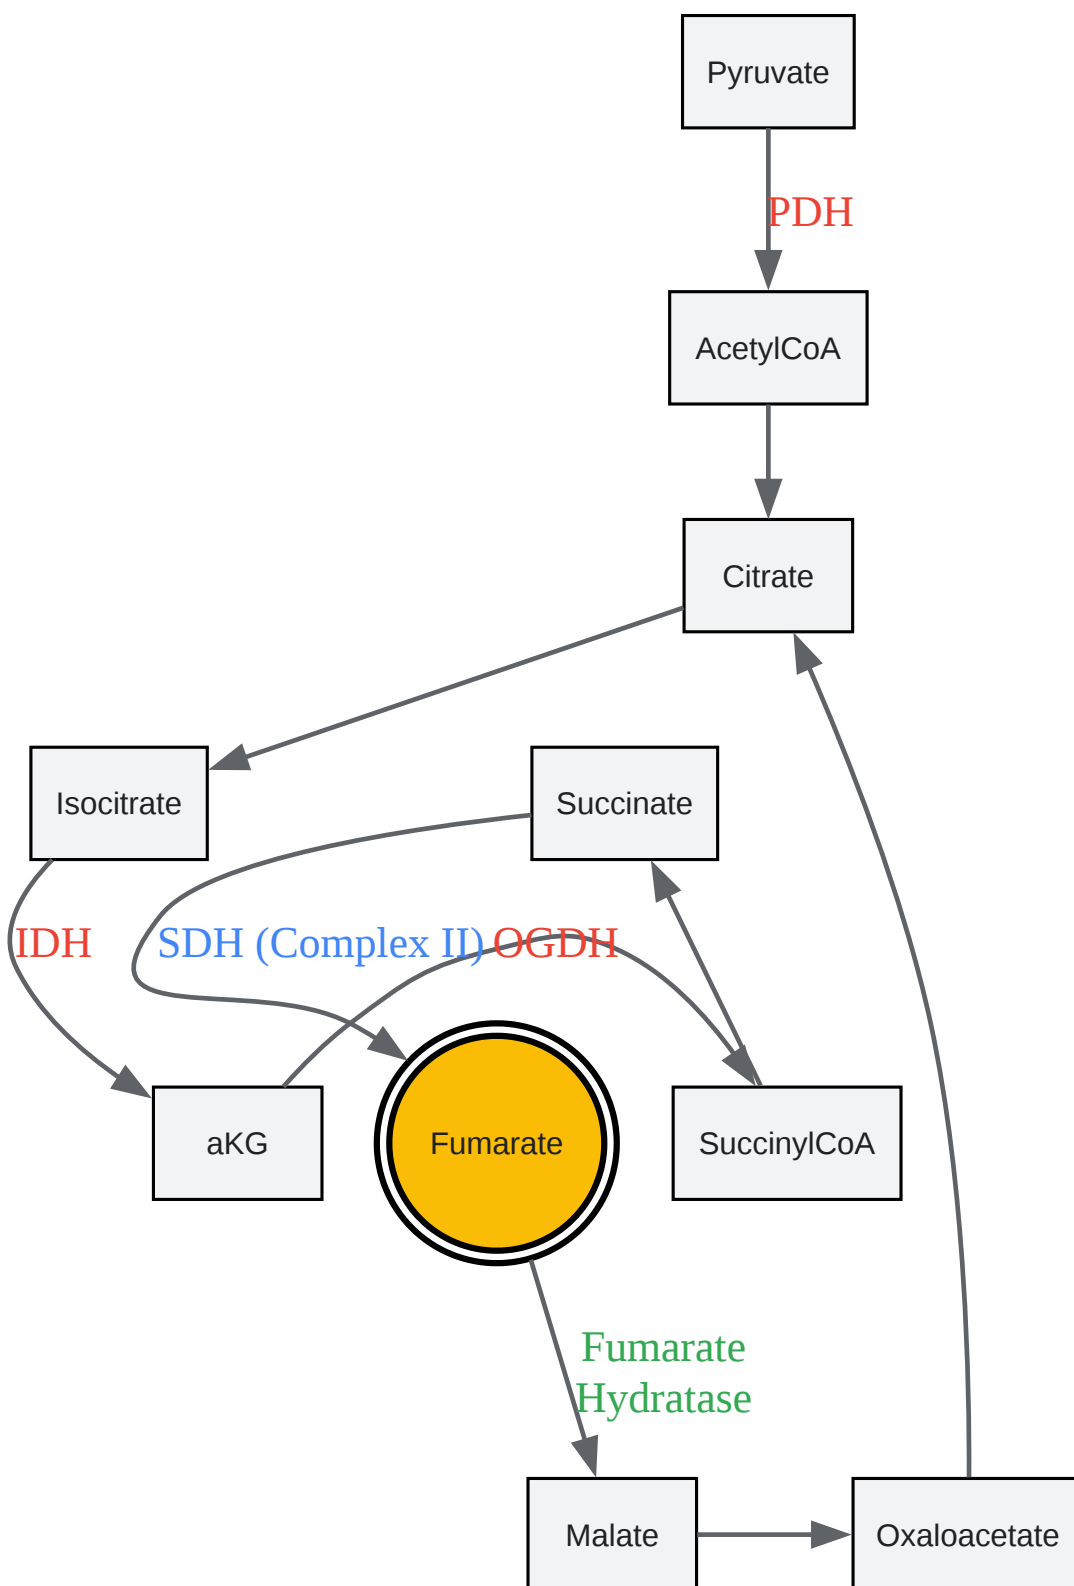 Pyruvate
PDH
AcetylCoA
Citrate
Isocitrate
Succinate
IDH
SDH (Complex II)
OGDH
aKG
Fumarate
SuccinylCoA
Fumarate
Hydratase
Malate
Oxaloacetate